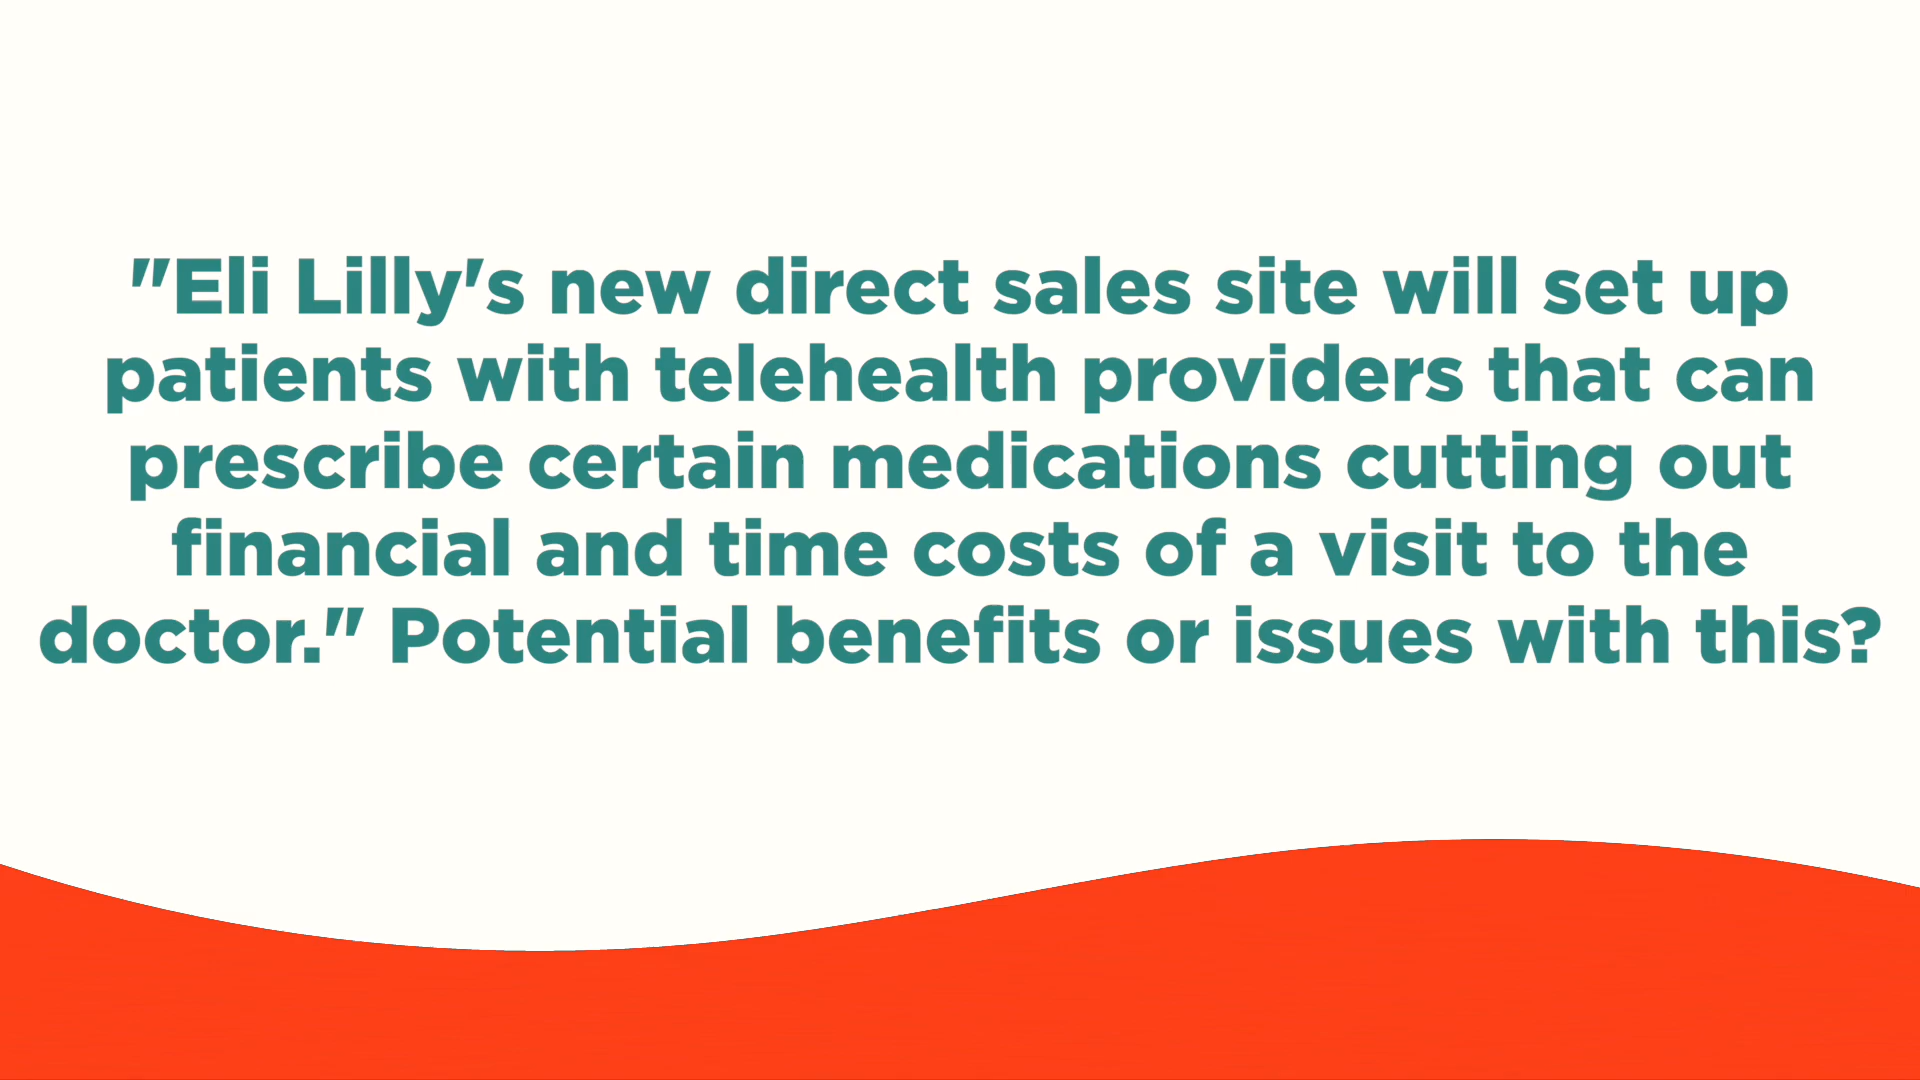 "Eli Lilly's new direct sales site will set up
patients with telehealth providers that can
prescribe certain medications cutting out
financial and time costs of a visit to the
doctor." Potential benefits or issues with this?